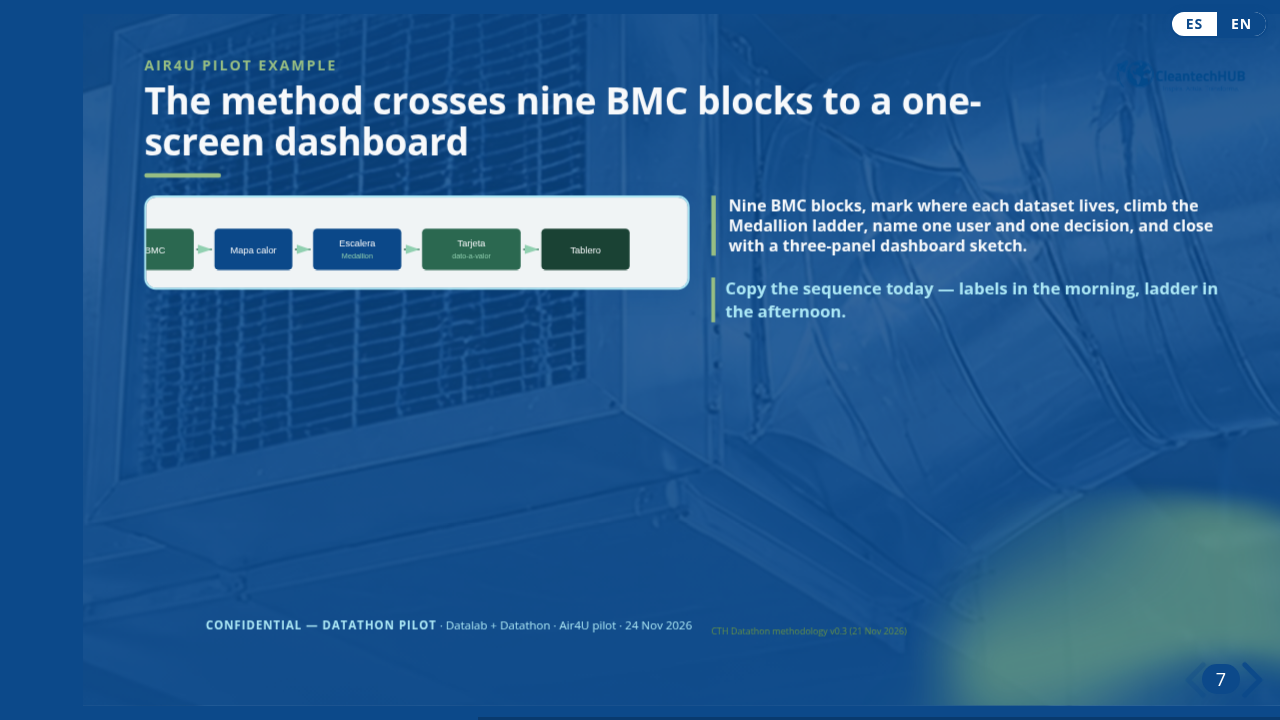 ES EN
CleantechHUB
AIR4U PILOT EXAMPLE
The method crosses nine BMC blocks to a one-
screen dashboard
BMC
Mapa calor
Escalera
Medallion
Tarjeta
dato-a-valor
Tablero
Nine BMC blocks, mark where each dataset lives, climb the
Medallion ladder, name one user and one decision, and close
with a three-panel dashboard sketch.
Copy the sequence today — labels in the morning, ladder in
the afternoon.
CONFIDENTIAL — DATATHON PILOT · Datalab + Datathon · Air4U pilot · 24 Nov 2026
CTH Datathon methodology v0.3 (21 Nov 2026)
7